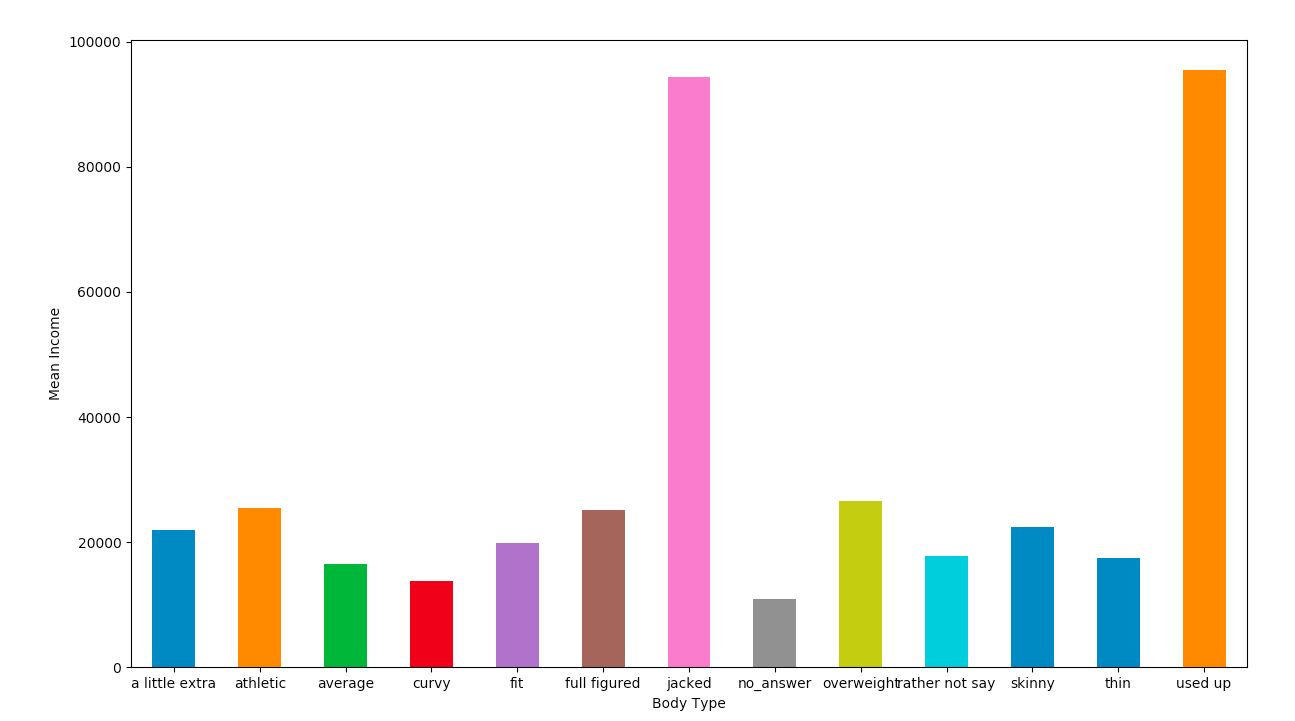 100000
80000
60000
40000
20000
0
Mean Income
a little extra athletic average curvy fit full figured jacked no_answer overweight rather not say skinny thin used up
Body Type